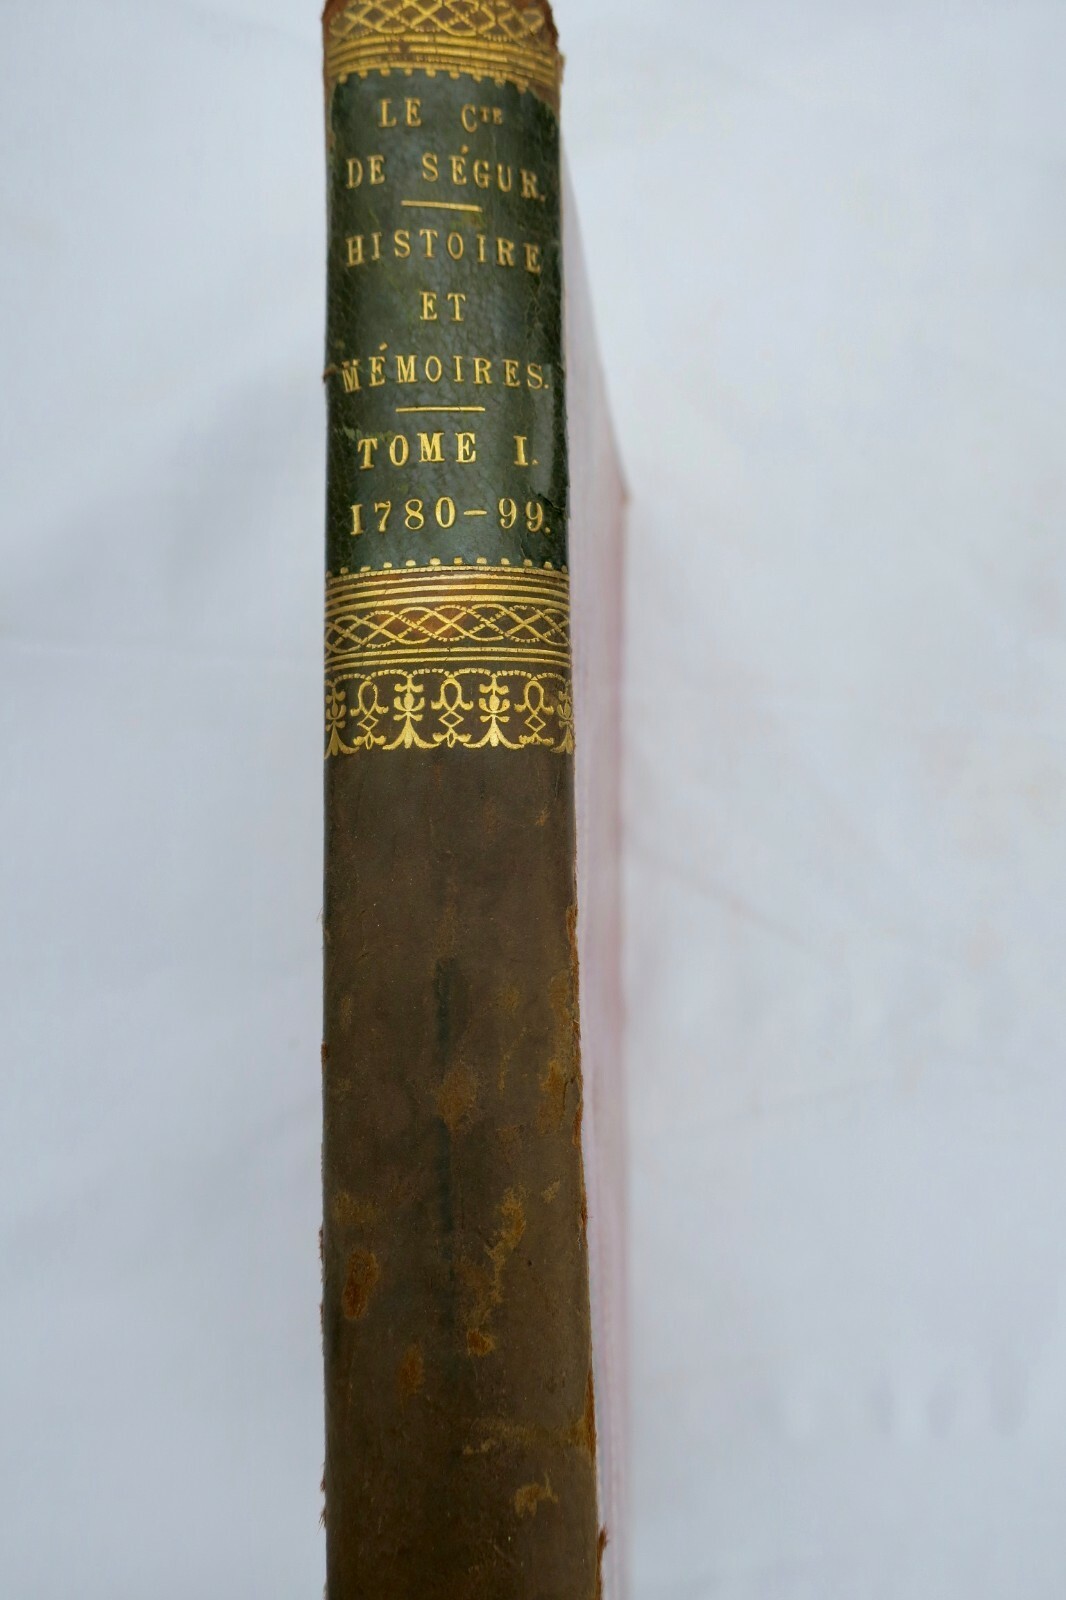 LE CTE
DE SÉGUR.
HISTOIRE
ET
MÉMOIRES.
TOME I.
1780-99.